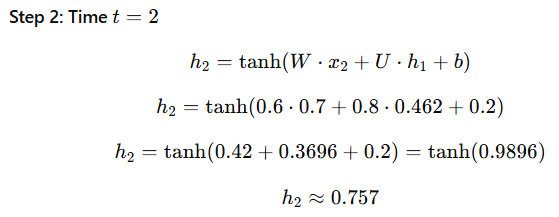 Step 2: Time t = 2
h₂ = tanh(W · x₂ + U · h₁ + b)
h₂ = tanh(0.6 · 0.7 + 0.8 · 0.462 + 0.2)
h₂ = tanh(0.42 + 0.3696 + 0.2) = tanh(0.9896)
h₂ ≈ 0.757